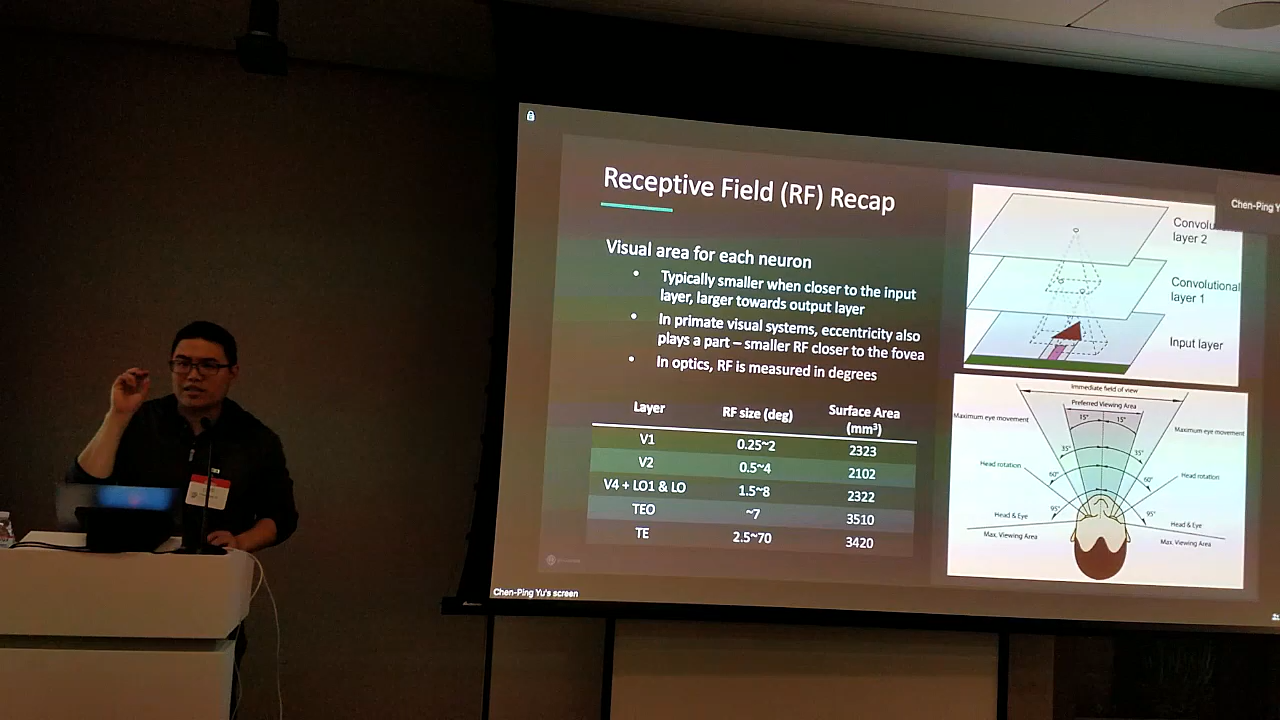 Receptive Field (RF) Recap
Visual area for each neuron
• Typically smaller when closer to the input
layer, larger towards output layer
• In primate visual systems, eccentricity also
plays a part – smaller RF closer to the fovea
• In optics, RF is measured in degrees
Layer RF size (deg) Surface Area
(mm³)
V1 0.25~2 2323
V2 0.5~4 2102
V4 + LO1 & LO 1.5~8 2322
TEO ~7 3510
TE 2.5~70 3420
Chen-Ping Yu's screen
Chen-Ping Y
Convolu
layer 2
Convolutional
layer 1
Input layer
Immediate field of view
Preferred Viewing Area
Maximum eye movement 15° 15° Maximum eye movement
35° 35°
Head rotation 60° 60° Head rotation
95° 95°
Head & Eye Head & Eye
Max. Viewing Area Max. Viewing Area